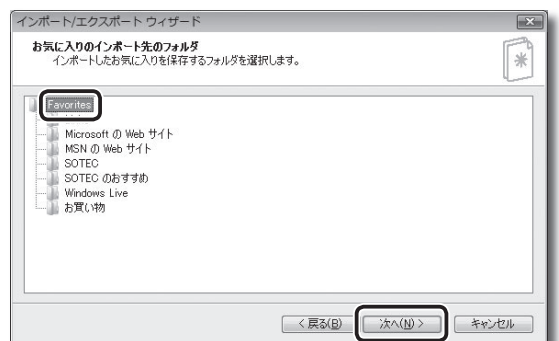 インポート/エクスポート ウィザード
お気に入りのインポート先のフォルダ
インポートしたお気に入りを保存するフォルダを選択します。
Favorites
Microsoft の Web サイト
MSN の Web サイト
SOTEC
SOTEC のおすすめ
Windows Live
お買い物
< 戻る(B)
次へ(N) >
キャンセル